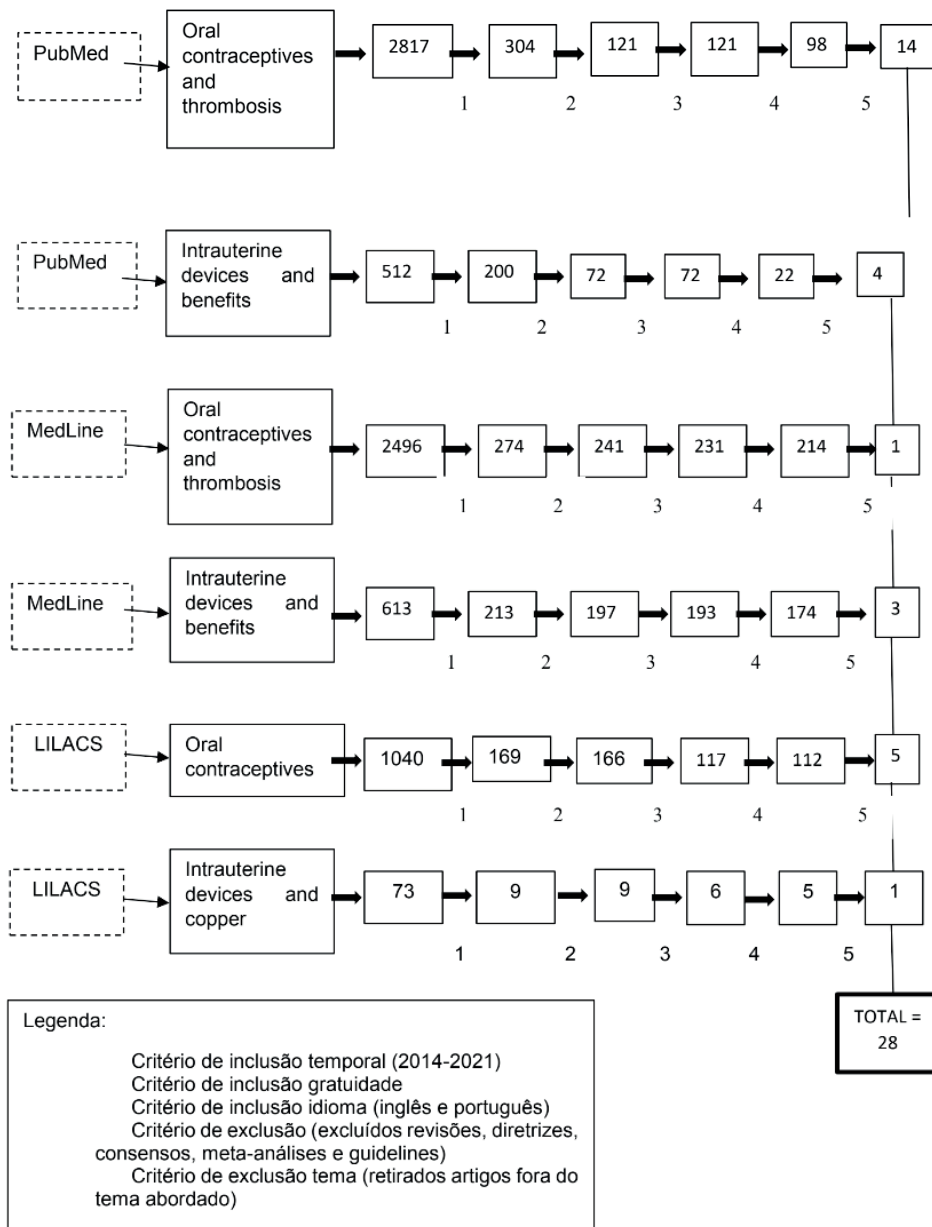 PubMed
Oral
contraceptives
and
thrombosis
2817 304 121 121 98 14
1 2 3 4 5
PubMed
Intrauterine
devices and
benefits
512 200 72 72 22 4
1 2 3 4 5
MedLine
Oral
contraceptives
and
thrombosis
2496 274 241 231 214 1
1 2 3 4 5
MedLine
Intrauterine
devices and
benefits
613 213 197 193 174 3
1 2 3 4 5
LILACS
Oral
contraceptives
1040 169 166 117 112 5
1 2 3 4 5
LILACS
Intrauterine
devices and
copper
73 9 9 6 5 1
1 2 3 4 5
TOTAL =
28
Legenda:
Critério de inclusão temporal (2014-2021)
Critério de inclusão gratuidade
Critério de inclusão idioma (inglês e português)
Critério de exclusão (excluídos revisões, diretrizes,
consensos, meta-análises e guidelines)
Critério de exclusão tema (retirados artigos fora do
tema abordado)